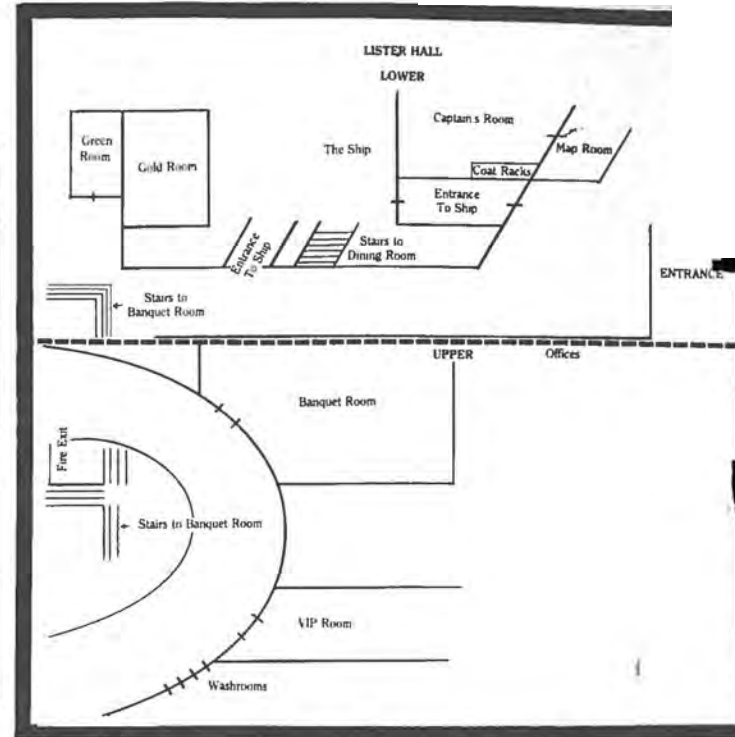 LISTER HALL
LOWER
Green
Room
Gold Room
The Ship
Captain's Room
Map Room
Coat Racks
Entrance
To Ship
Entrance
To Ship
Stairs to
Dining Room
ENTRANCE
Stairs to
Banquet Room
UPPER
Offices
Banquet Room
Fire Exit
Stairs to Banquet Room
VIP Room
Washrooms